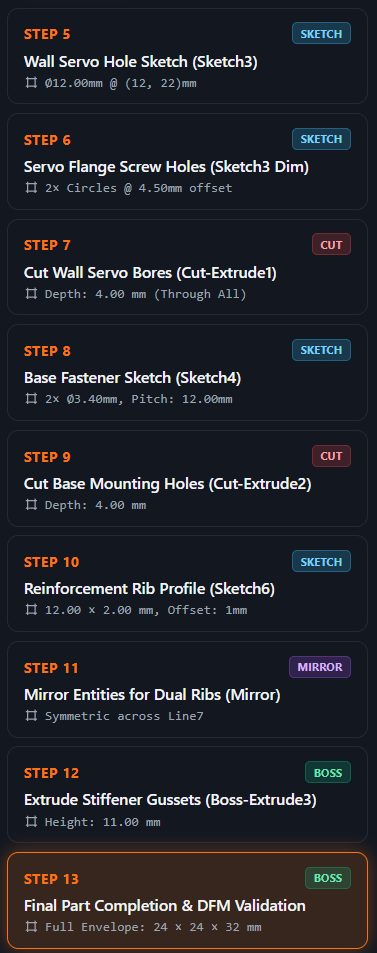 STEP 5 SKETCH
Wall Servo Hole Sketch (Sketch3)
Ø12.00mm @ (12, 22)mm
STEP 6 SKETCH
Servo Flange Screw Holes (Sketch3 Dim)
2× Circles @ 4.50mm offset
STEP 7 CUT
Cut Wall Servo Bores (Cut-Extrude1)
Depth: 4.00 mm (Through All)
STEP 8 SKETCH
Base Fastener Sketch (Sketch4)
2× Ø3.40mm, Pitch: 12.00mm
STEP 9 CUT
Cut Base Mounting Holes (Cut-Extrude2)
Depth: 4.00 mm
STEP 10 SKETCH
Reinforcement Rib Profile (Sketch6)
12.00 × 2.00 mm, Offset: 1mm
STEP 11 MIRROR
Mirror Entities for Dual Ribs (Mirror)
Symmetric across Line7
STEP 12 BOSS
Extrude Stiffener Gussets (Boss-Extrude3)
Height: 11.00 mm
STEP 13 BOSS
Final Part Completion & DFM Validation
Full Envelope: 24 × 24 × 32 mm